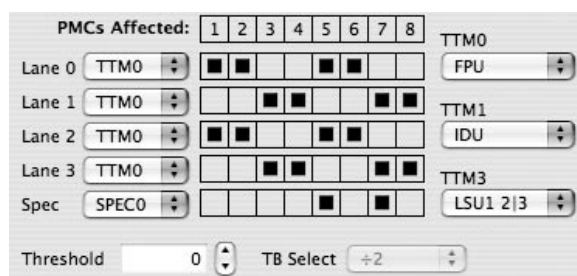 PMCs Affected: 1 2 3 4 5 6 7 8
TTM0
Lane 0 TTM0 FPU
Lane 1 TTM0
TTM1
Lane 2 TTM0 IDU
Lane 3 TTM0
TTM3
Spec SPEC0 LSU1 2|3
Threshold 0 TB Select ÷2